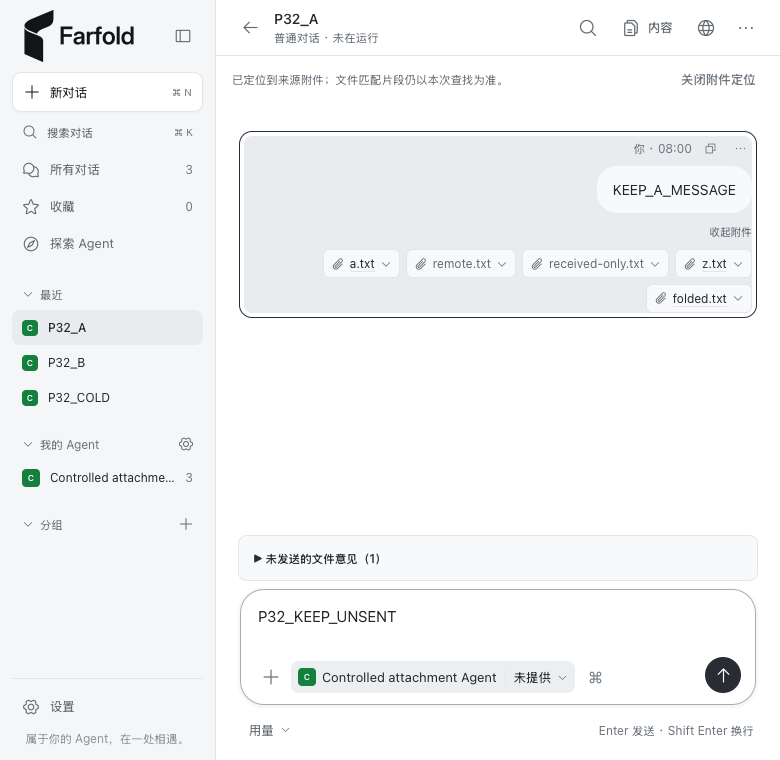 Farfold
新对话 ⌘ N
搜索对话 ⌘ K
所有对话 3
收藏 0
探索 Agent
最近
C P32_A
C P32_B
C P32_COLD
我的 Agent
C Controlled attachme... 3
分组
设置
属于你的 Agent，在一处相遇。
P32_A
普通对话 · 未在运行
内容
已定位到来源附件；文件匹配片段仍以本次查找为准。
关闭附件定位
你 · 08:00
KEEP_A_MESSAGE
收起附件
a.txt remote.txt received-only.txt z.txt
folded.txt
▶ 未发送的文件意见（1）
P32_KEEP_UNSENT
C Controlled attachment Agent 未提供 ⌘
用量
Enter 发送 · Shift Enter 换行